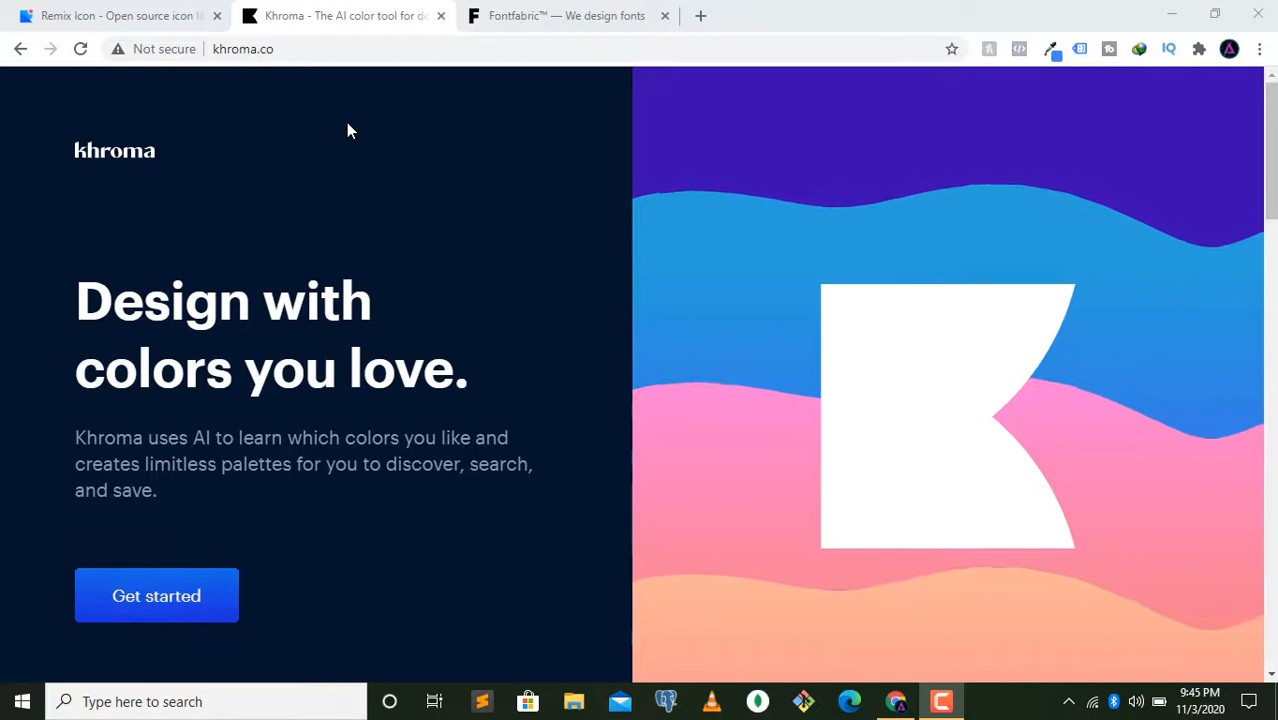 Remix Icon - Open source icon li
Khroma - The AI color tool for de
Fontfabric™ — We design fonts
Not secure
khroma.co
IQ
khroma
Design with
colors you love.
Khroma uses AI to learn which colors you like and
creates limitless palettes for you to discover, search,
and save.
Get started
Type here to search
9:45 PM
11/3/2020